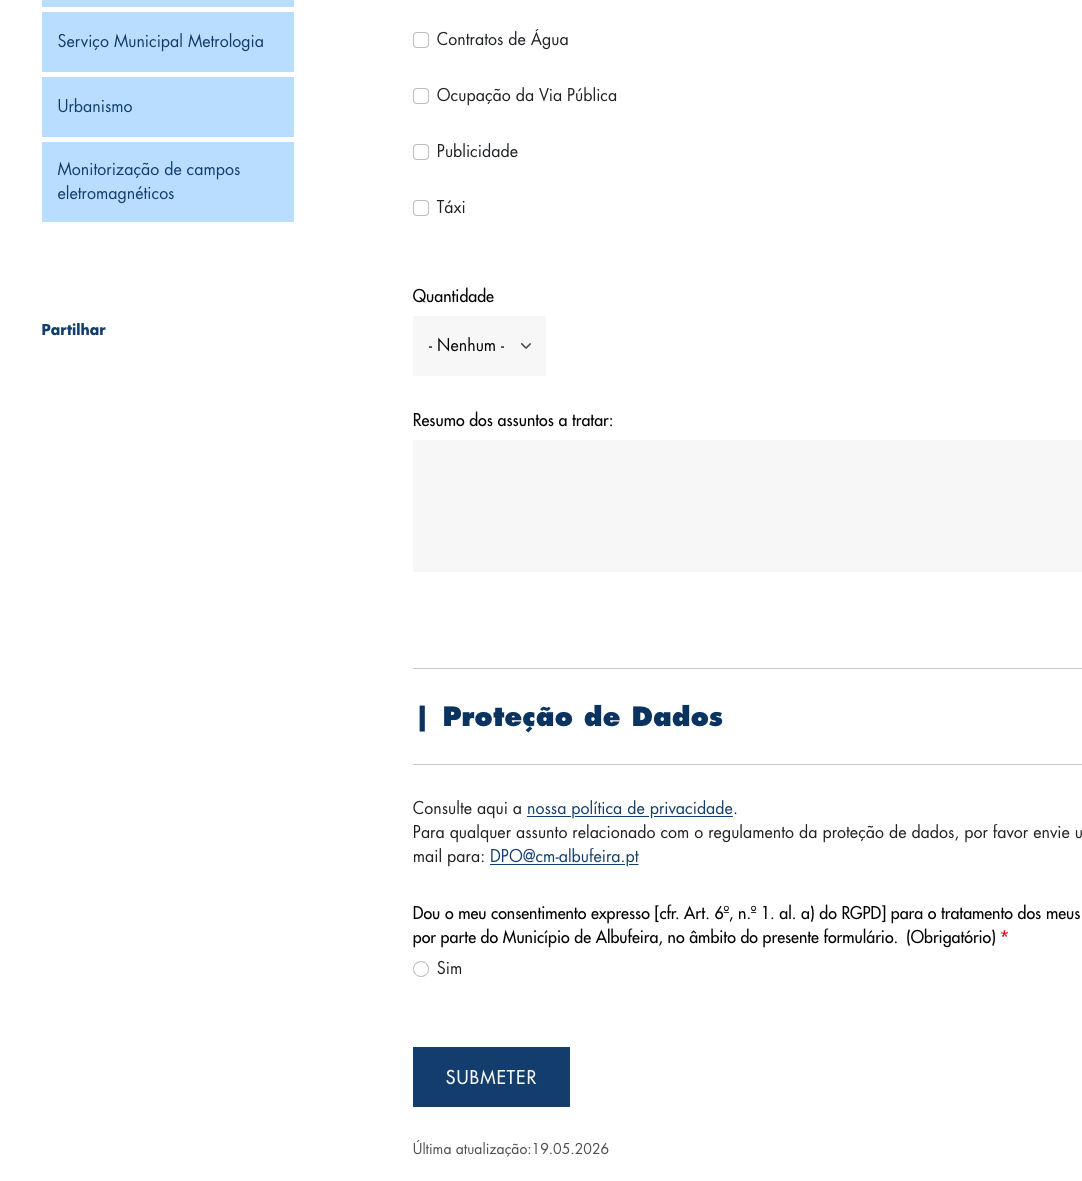 Serviço Municipal Metrologia
Urbanismo
Monitorização de campos
eletromagnéticos
Partilhar
Contratos de Água
Ocupação da Via Pública
Publicidade
Táxi
Quantidade
- Nenhum -
Resumo dos assuntos a tratar:
| Proteção de Dados
Consulte aqui a nossa política de privacidade.
Para qualquer assunto relacionado com o regulamento da proteção de dados, por favor envie u
mail para: DPO@cm-albufeira.pt
Dou o meu consentimento expresso [cfr. Art. 6º, n.º 1. al. a) do RGPD] para o tratamento dos meus
por parte do Município de Albufeira, no âmbito do presente formulário. (Obrigatório) *
Sim
SUBMETER
Última atualização:19.05.2026